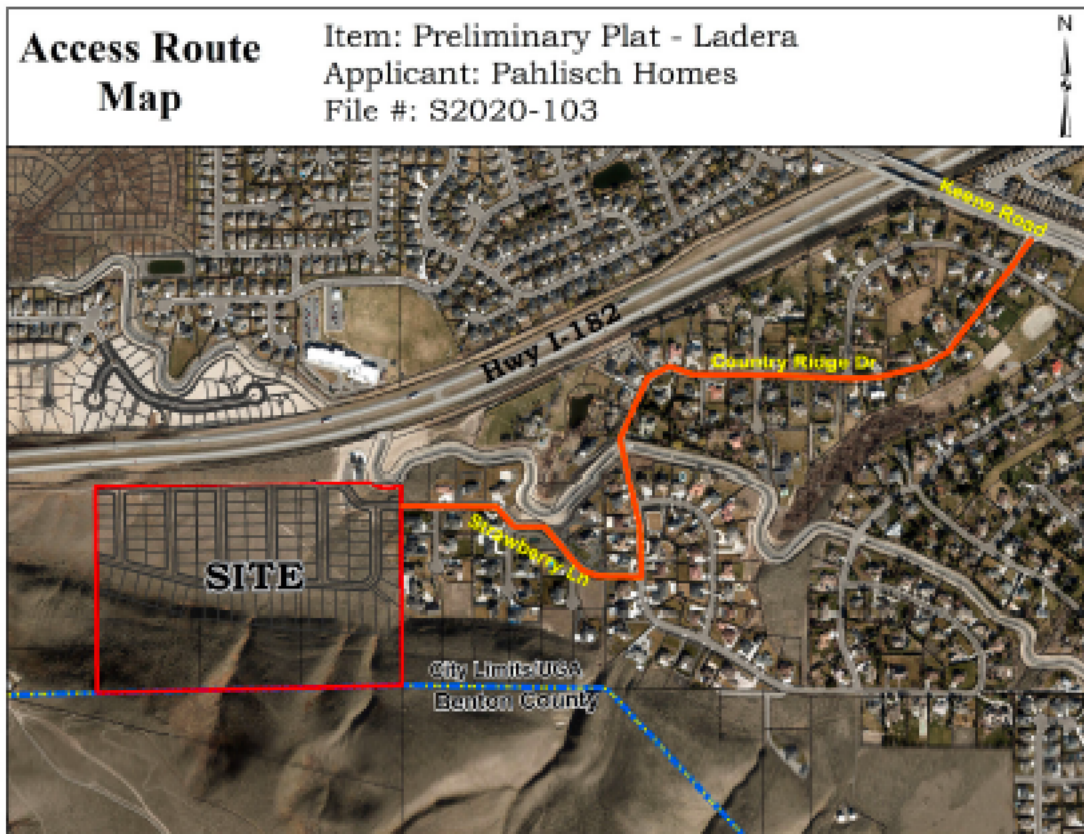 Access Route
Map
Item: Preliminary Plat - Ladera
Applicant: Pahlisch Homes
File #: S2020-103
N
Keene Road
Hwy I-182
Country Ridge Dr
Strawberry Ln
SITE
City Limits/UGA
Benton County